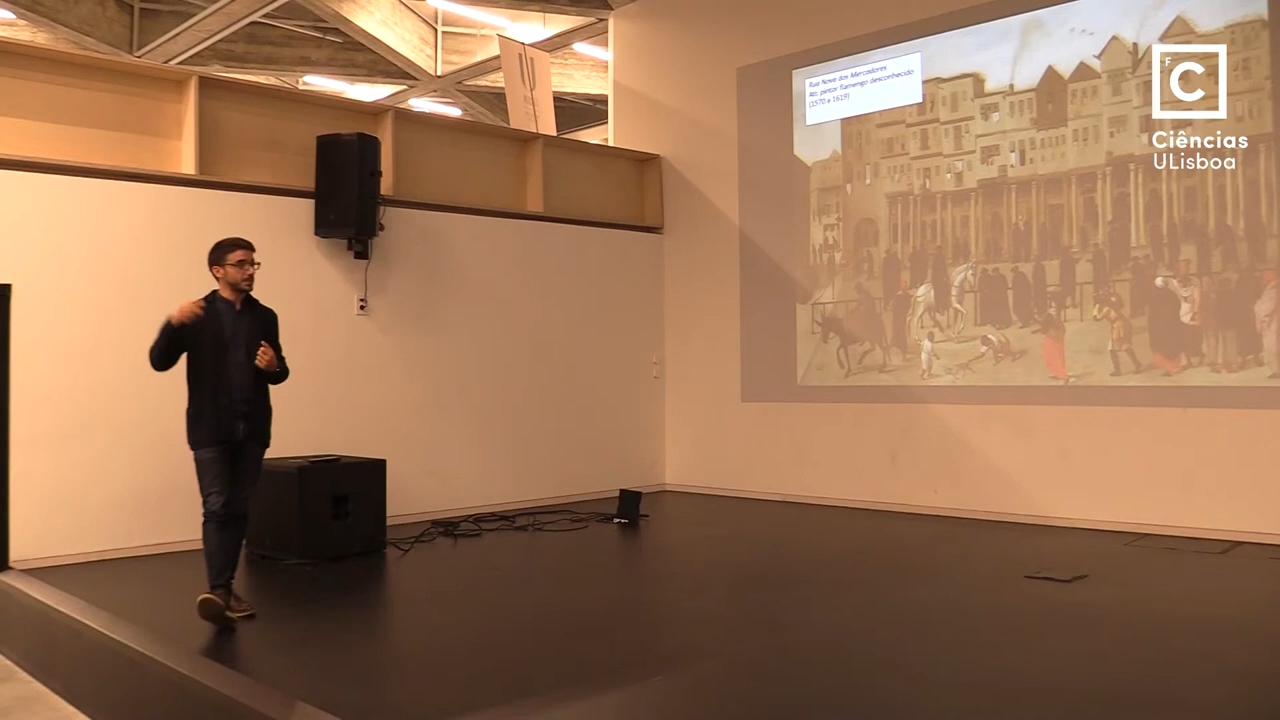 Rua Nova dos Mercadores
Atr. pintor flamengo desconhecido
(1570 e 1619)
F
C
Ciências
ULisboa